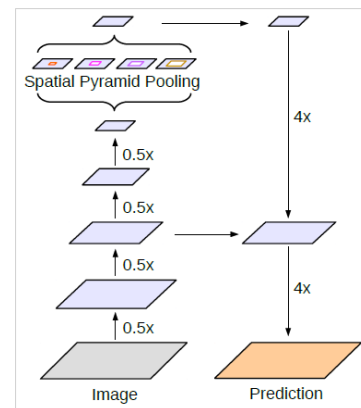 Spatial Pyramid Pooling
4x
0.5x
0.5x
0.5x
4x
0.5x
Image
Prediction